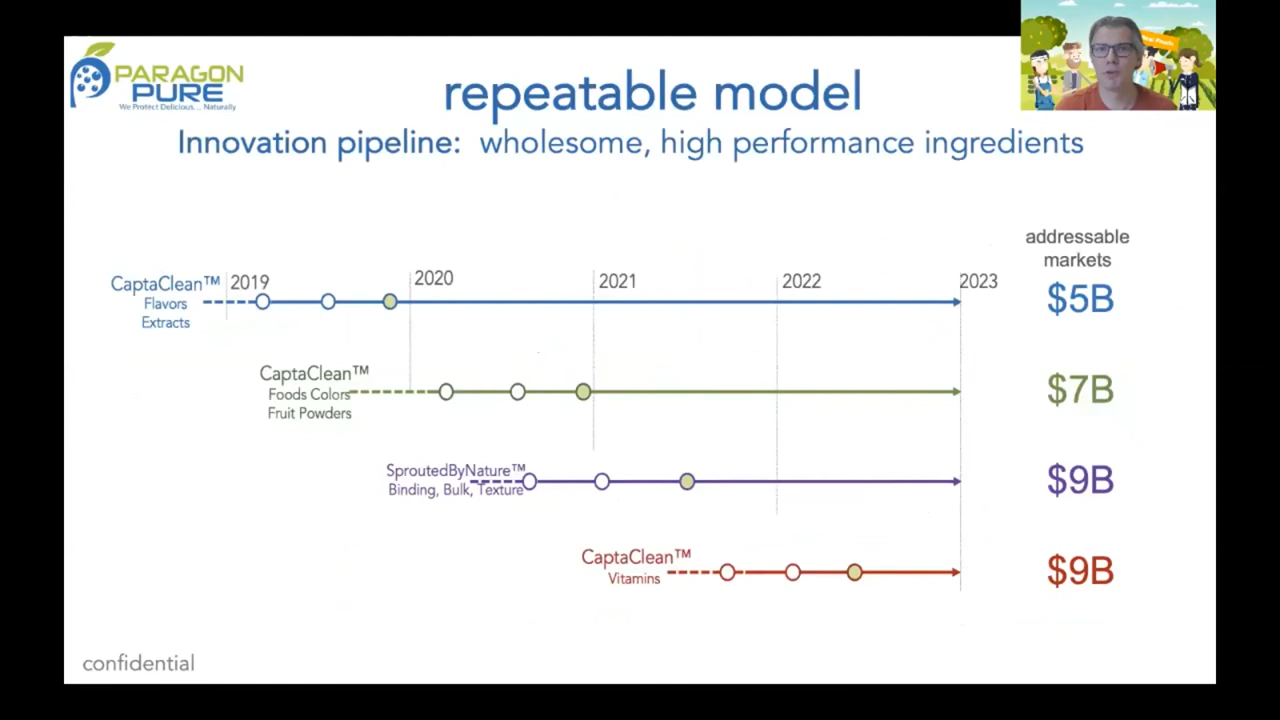 PARAGON
PURE
We Protect Delicious... Naturally
repeatable model
Innovation pipeline: wholesome, high performance ingredients
addressable
markets
2019
2020
2021
2022
2023
CaptaClean™
Flavors
Extracts
$5B
CaptaClean™
Foods Colors
Fruit Powders
$7B
SproutedByNature™
Binding, Bulk, Texture
$9B
CaptaClean™
Vitamins
$9B
confidential